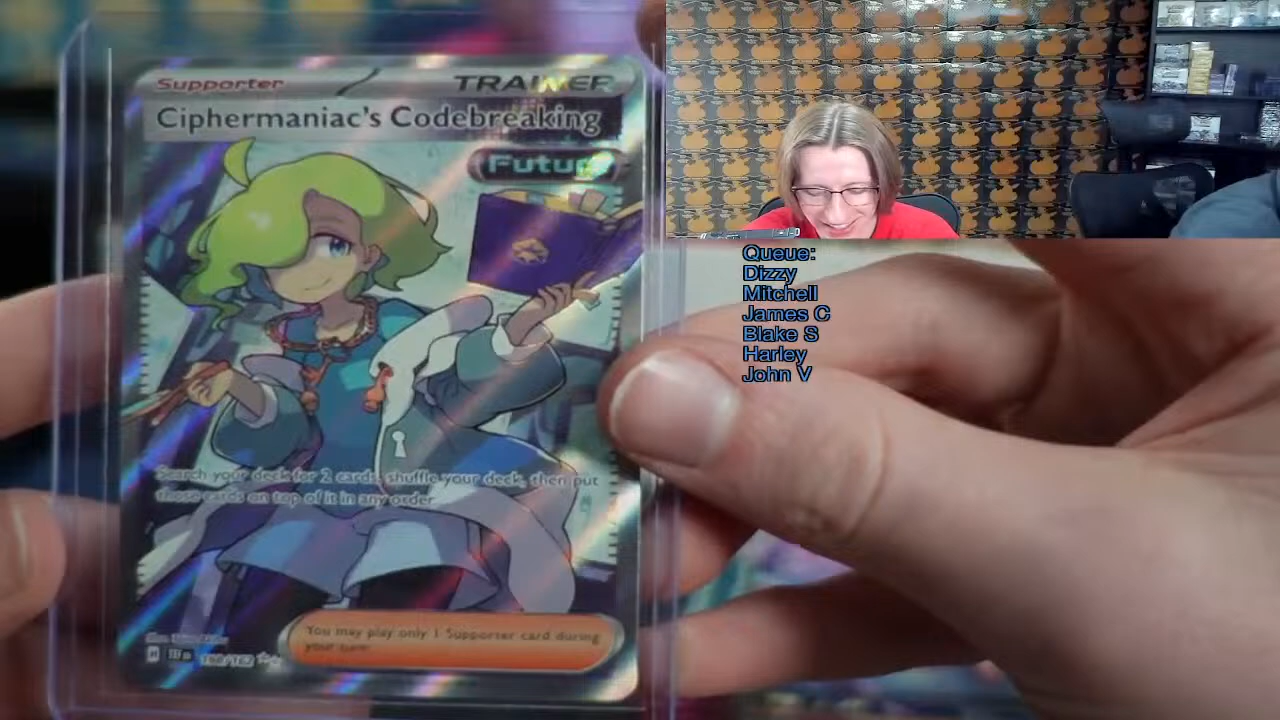 Supporter
TRAINER
Ciphermaniac's Codebreaking
Future
Search your deck for 2 cards, shuffle your deck, then put
those cards on top of it in any order.
You may play only 1 Supporter card during
your turn.
Queue:
Dizzy
Mitchell
James C
Blake S
Harley
John V